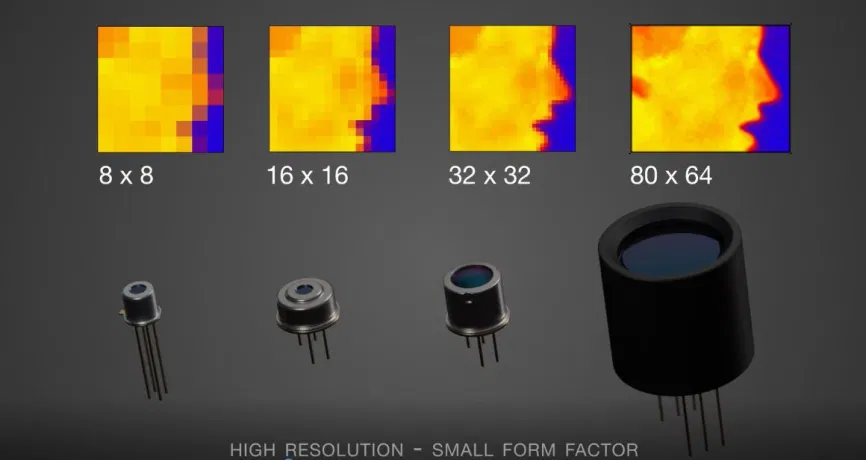 8 x 8
16 x 16
32 x 32
80 x 64
HIGH RESOLUTION - SMALL FORM FACTOR